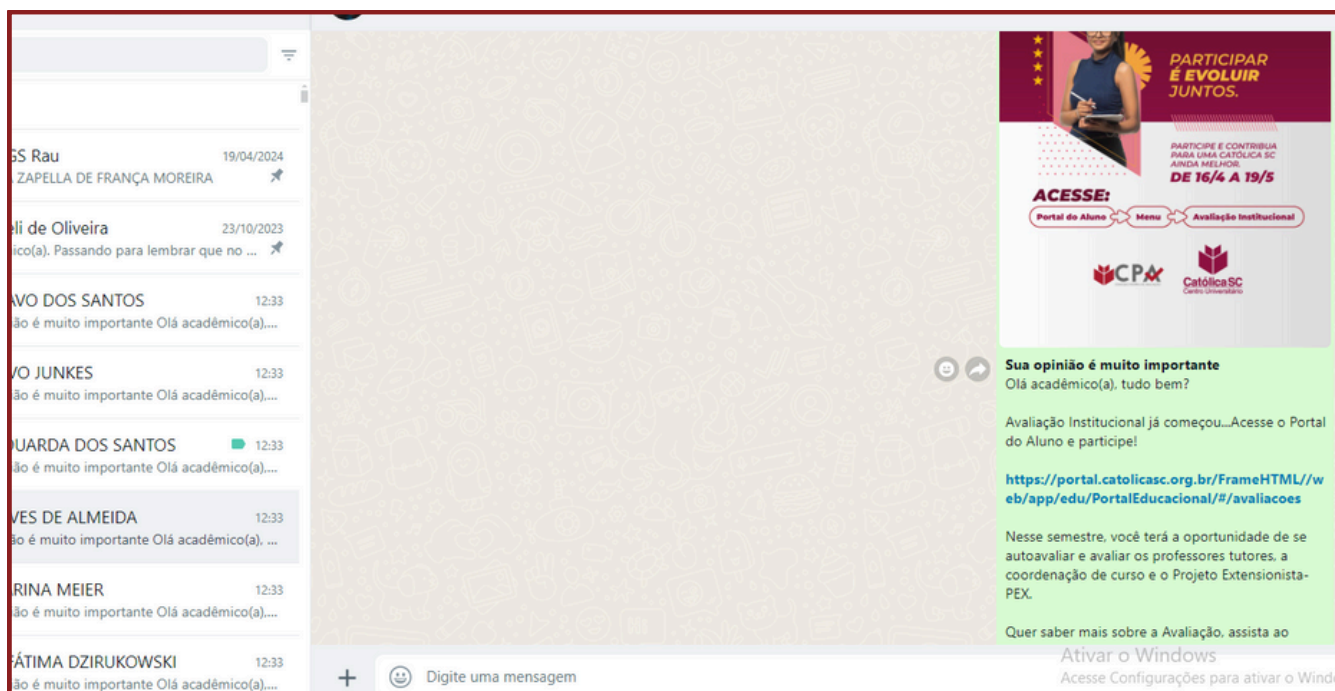 GS Rau 19/04/2024
ZAPELLA DE FRANÇA MOREIRA
eli de Oliveira 23/10/2023
ico(a). Passando para lembrar que no ...
AVO DOS SANTOS 12:33
ão é muito importante Olá acadêmico(a),...
VO JUNKES 12:33
ão é muito importante Olá acadêmico(a),...
DUARDA DOS SANTOS 12:33
ão é muito importante Olá acadêmico(a),...
VES DE ALMEIDA 12:33
ão é muito importante Olá acadêmico(a), ...
RINA MEIER 12:33
ão é muito importante Olá acadêmico(a),...
FÁTIMA DZIRUKOWSKI 12:33
ão é muito importante Olá acadêmico(a),...
PARTICIPAR
É EVOLUIR
JUNTOS.
PARTICIPE E CONTRIBUA
PARA UMA CATÓLICA SC
AINDA MELHOR.
DE 16/4 A 19/5
ACESSE:
Portal do Aluno Menu Avaliação Institucional
CPA
Católica SC
Centro Universitário
Sua opinião é muito importante
Olá acadêmico(a), tudo bem?
Avaliação Institucional já começou...Acesse o Portal
do Aluno e participe!
https://portal.catolicasc.org.br/FrameHTML//w
eb/app/edu/PortalEducacional/#/avaliacoes
Nesse semestre, você terá a oportunidade de se
autoavaliar e avaliar os professores tutores, a
coordenação de curso e o Projeto Extensionista-
PEX.
Quer saber mais sobre a Avaliação, assista ao
Digite uma mensagem
Ativar o Windows
Acesse Configurações para ativar o Wind